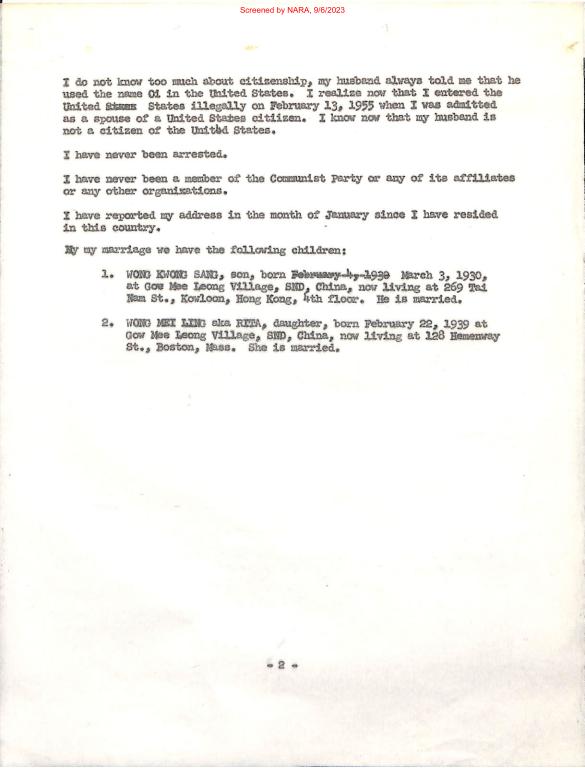 Screened by NARA, 9/6/2023
I do not know too much about citizenship, my husband always told me that he
used the name Oi in the United States. I realize now that I entered the
United States illegally on February 13, 1955 when I was admitted
as a spouse of a United States citiizen. I know now that my husband is
not a citizen of the United States.
I have never been arrested.
I have never been a member of the Communist Party or any of its affiliates
or any other organizations.
I have reported my address in the month of January since I have resided
in this country.
By my marriage we have the following children:
1. WONG KWONG SANG, son, born February 4, 1930 March 3, 1930,
at Gow Mee Leong Village, SND, China, now living at 269 Tai
Nam St., Kowloon, Hong Kong, 4th floor. He is married.
2. WONG MEI LING aka RITA, daughter, born February 22, 1939 at
Gow Mee Leong Village, SND, China, now living at 128 Hemenway
St., Boston, Mass. She is married.
- 2 -